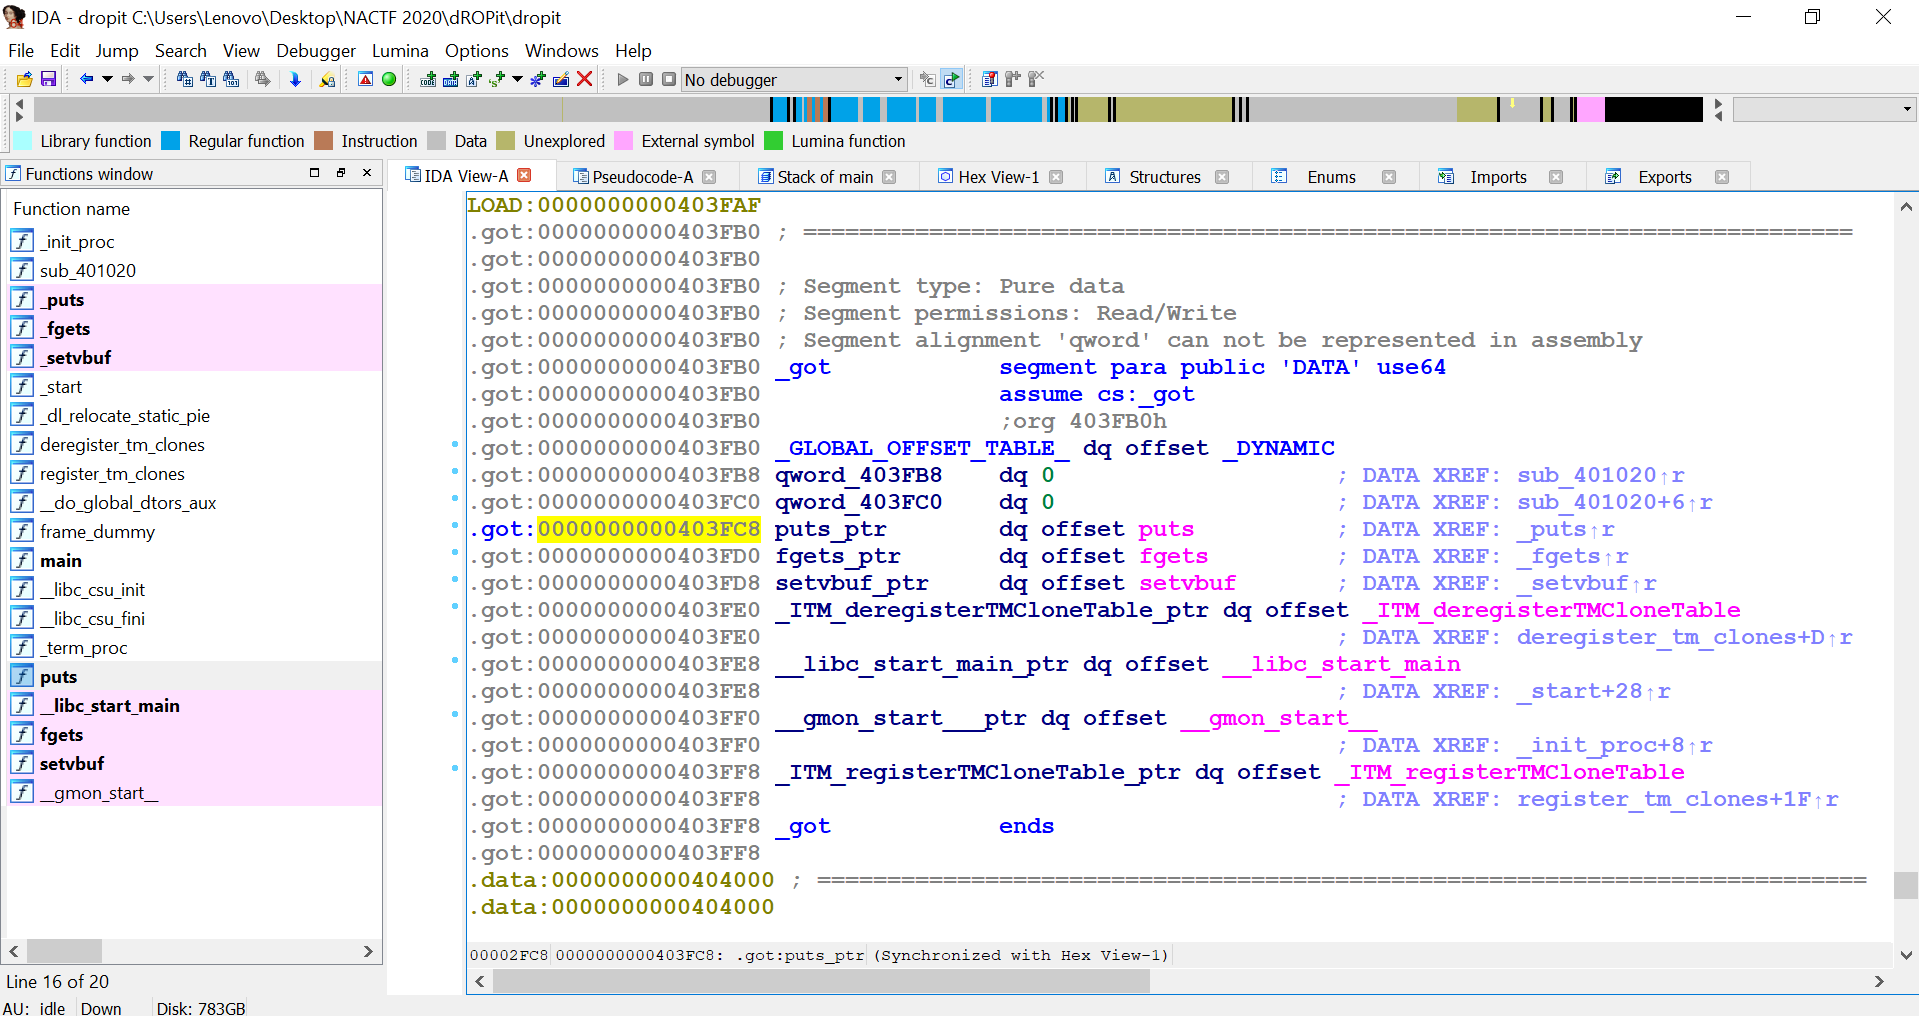 IDA - dropit C:\Users\Lenovo\Desktop\NACTF 2020\dROPit\dropit
File Edit Jump Search View Debugger Lumina Options Windows Help
No debugger
Library function Regular function Instruction Data Unexplored External symbol Lumina function
Functions window
IDA View-A Pseudocode-A Stack of main Hex View-1 Structures Enums Imports Exports
Function name
_init_proc
sub_401020
_puts
_fgets
_setvbuf
_start
_dl_relocate_static_pie
deregister_tm_clones
register_tm_clones
__do_global_dtors_aux
frame_dummy
main
__libc_csu_init
__libc_csu_fini
_term_proc
puts
__libc_start_main
fgets
setvbuf
__gmon_start__
Line 16 of 20
LOAD:0000000000403FAF
.got:0000000000403FB0 ; ===========================================================================
.got:0000000000403FB0
.got:0000000000403FB0 ; Segment type: Pure data
.got:0000000000403FB0 ; Segment permissions: Read/Write
.got:0000000000403FB0 ; Segment alignment 'qword' can not be represented in assembly
.got:0000000000403FB0 _got segment para public 'DATA' use64
.got:0000000000403FB0 assume cs:_got
.got:0000000000403FB0 ;org 403FB0h
.got:0000000000403FB0 _GLOBAL_OFFSET_TABLE_ dq offset _DYNAMIC
.got:0000000000403FB8 qword_403FB8 dq 0 ; DATA XREF: sub_401020↑r
.got:0000000000403FC0 qword_403FC0 dq 0 ; DATA XREF: sub_401020+6↑r
.got:0000000000403FC8 puts_ptr dq offset puts ; DATA XREF: _puts↑r
.got:0000000000403FD0 fgets_ptr dq offset fgets ; DATA XREF: _fgets↑r
.got:0000000000403FD8 setvbuf_ptr dq offset setvbuf ; DATA XREF: _setvbuf↑r
.got:0000000000403FE0 _ITM_deregisterTMCloneTable_ptr dq offset _ITM_deregisterTMCloneTable
.got:0000000000403FE0 ; DATA XREF: deregister_tm_clones+D↑r
.got:0000000000403FE8 __libc_start_main_ptr dq offset __libc_start_main
.got:0000000000403FE8 ; DATA XREF: _start+28↑r
.got:0000000000403FF0 __gmon_start___ptr dq offset __gmon_start__
.got:0000000000403FF0 ; DATA XREF: _init_proc+8↑r
.got:0000000000403FF8 _ITM_registerTMCloneTable_ptr dq offset _ITM_registerTMCloneTable
.got:0000000000403FF8 ; DATA XREF: register_tm_clones+1F↑r
.got:0000000000403FF8 _got ends
.got:0000000000403FF8
.data:0000000000404000 ; ===========================================================================
.data:0000000000404000
00002FC8 0000000000403FC8: .got:puts_ptr (Synchronized with Hex View-1)
AU: idle Down Disk: 783GB